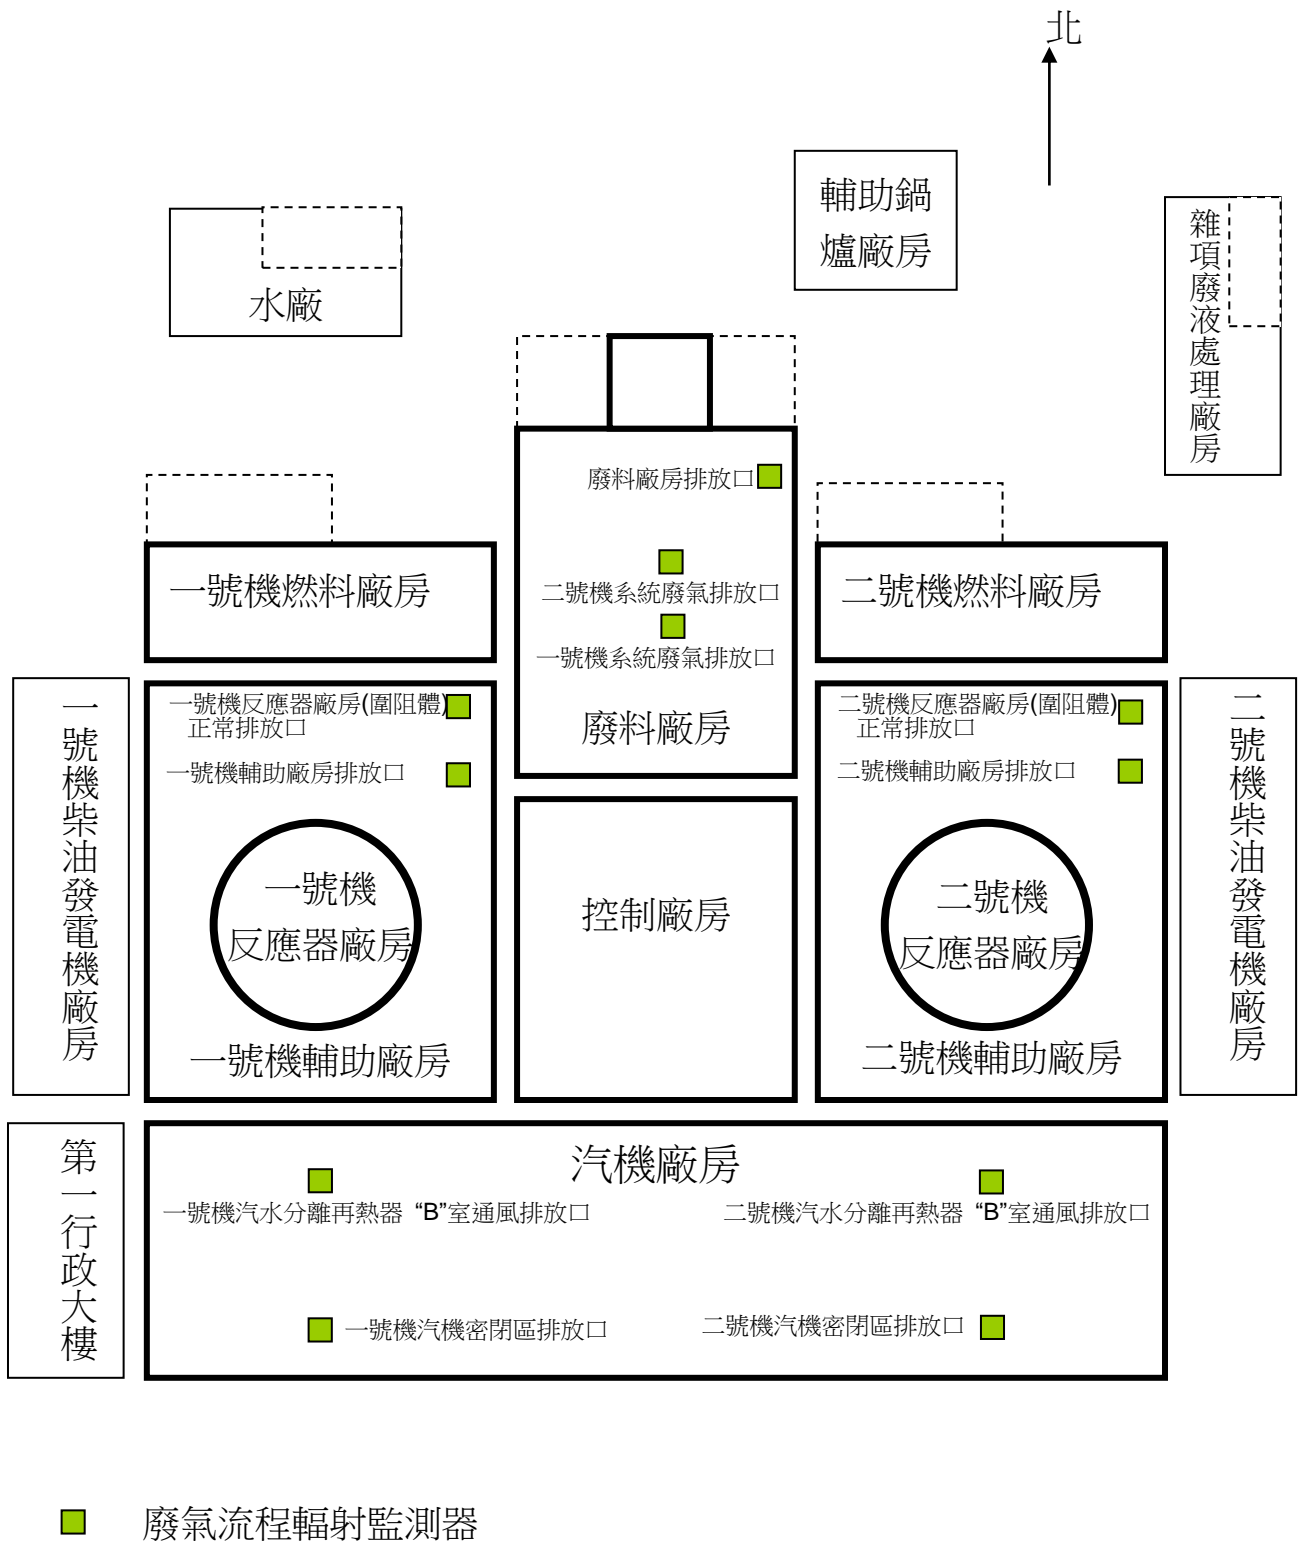 北
輔助鍋
爐廠房
水廠
雜項廢液處理廠房
廢料廠房排放口
二號機系統廢氣排放口
一號機系統廢氣排放口
廢料廠房
一號機燃料廠房
二號機燃料廠房
一號機柴油發電機廠房
一號機反應器廠房(圍阻體)
正常排放口
一號機輔助廠房排放口
一號機
反應器廠房
一號機輔助廠房
控制廠房
二號機反應器廠房(圍阻體)
正常排放口
二號機輔助廠房排放口
二號機
反應器廠房
二號機輔助廠房
二號機柴油發電機廠房
第一行政大樓
汽機廠房
一號機汽水分離再熱器 “B”室通風排放口
二號機汽水分離再熱器 “B”室通風排放口
一號機汽機密閉區排放口
二號機汽機密閉區排放口
廢氣流程輻射監測器